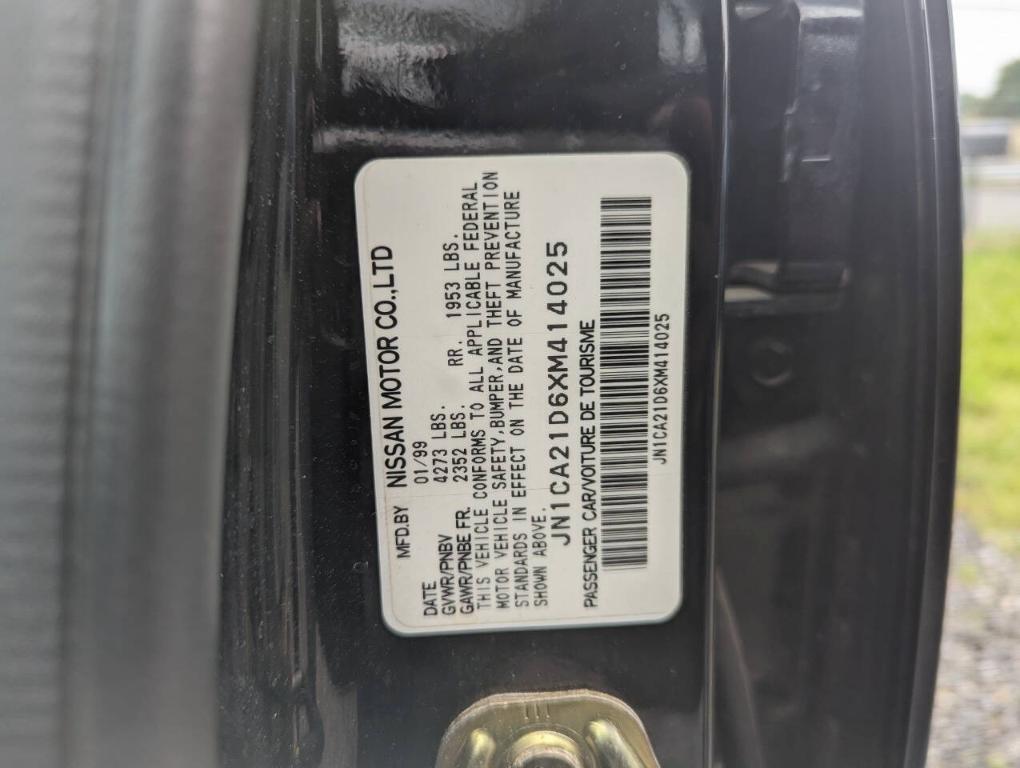 MFD.BY NISSAN MOTOR CO.,LTD
DATE 01/99
GVWR/PNBV 4273 LBS.
GAWR/PNBE FR. 2352 LBS. RR. 1953 LBS.
THIS VEHICLE CONFORMS TO ALL APPLICABLE FEDERAL
MOTOR VEHICLE SAFETY,BUMPER,AND THEFT PREVENTION
STANDARDS IN EFFECT ON THE DATE OF MANUFACTURE
SHOWN ABOVE.
JN1CA21D6XM414025
PASSENGER CAR/VOITURE DE TOURISME
JN1CA21D6XM414025